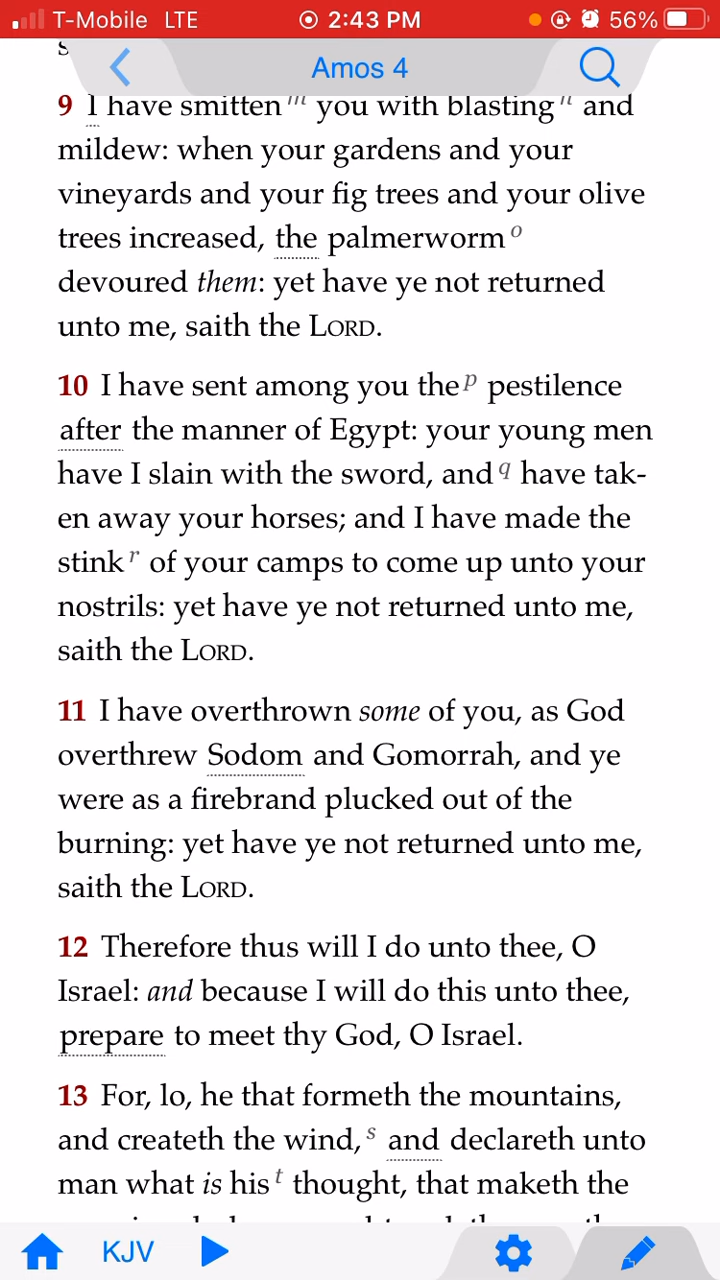 T-Mobile LTE 2:43 PM 56%
Amos 4
9 I have smitten m you with blasting n and
mildew: when your gardens and your
vineyards and your fig trees and your olive
trees increased, the palmerworm o
devoured them: yet have ye not returned
unto me, saith the LORD.
10 I have sent among you the p pestilence
after the manner of Egypt: your young men
have I slain with the sword, and q have tak-
en away your horses; and I have made the
stink r of your camps to come up unto your
nostrils: yet have ye not returned unto me,
saith the LORD.
11 I have overthrown some of you, as God
overthrew Sodom and Gomorrah, and ye
were as a firebrand plucked out of the
burning: yet have ye not returned unto me,
saith the LORD.
12 Therefore thus will I do unto thee, O
Israel: and because I will do this unto thee,
prepare to meet thy God, O Israel.
13 For, lo, he that formeth the mountains,
and createth the wind, s and declareth unto
man what is his t thought, that maketh the
KJV